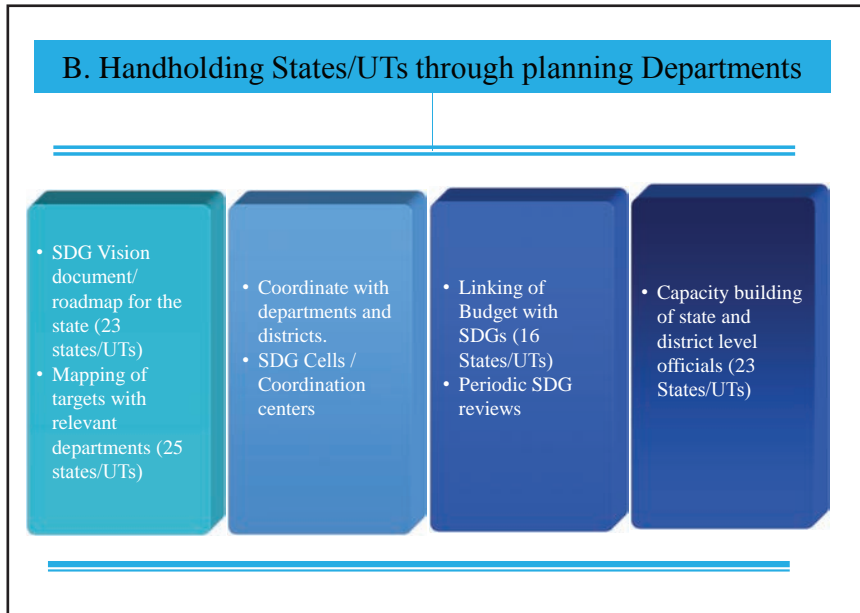 B. Handholding States/UTs through planning Departments
• SDG Vision
document/
roadmap for the
state (23
states/UTs)
• Mapping of
targets with
relevant
departments (25
states/UTs)
• Coordinate with
departments and
districts.
• SDG Cells /
Coordination
centers
• Linking of
Budget with
SDGs (16
States/UTs)
• Periodic SDG
reviews
• Capacity building
of state and
district level
officials (23
States/UTs)